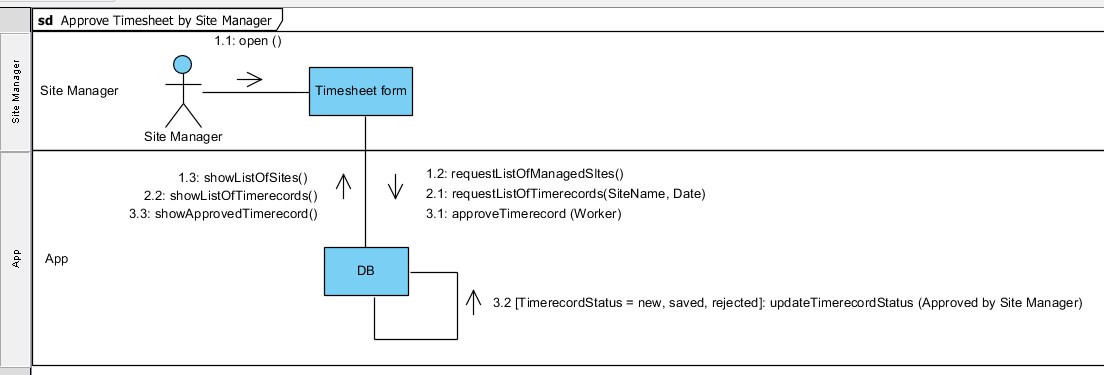 sd Approve Timesheet by Site Manager
1.1: open ()
Site Manager
Site Manager
Timesheet form
Site Manager
1.3: showListOfSites()
2.2: showListOfTimerecords()
3.3: showApprovedTimerecord()
1.2: requestListOfManagedSItes()
2.1: requestListOfTimerecords(SiteName, Date)
3.1: approveTimerecord (Worker)
App
App
DB
3.2 [TimerecordStatus = new, saved, rejected]: updateTimerecordStatus (Approved by Site Manager)